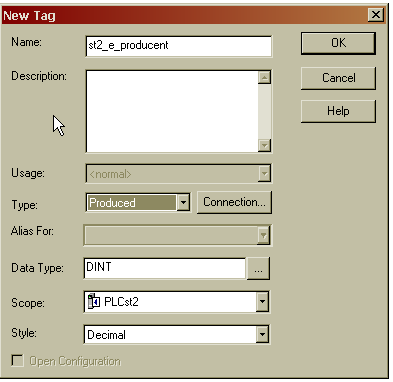 New Tag
Name: st2_e_producent OK
Description: Cancel
Help
Usage: <normal>
Type: Produced Connection...
Alias For:
Data Type: DINT ...
Scope: PLCst2
Style: Decimal
Open Configuration